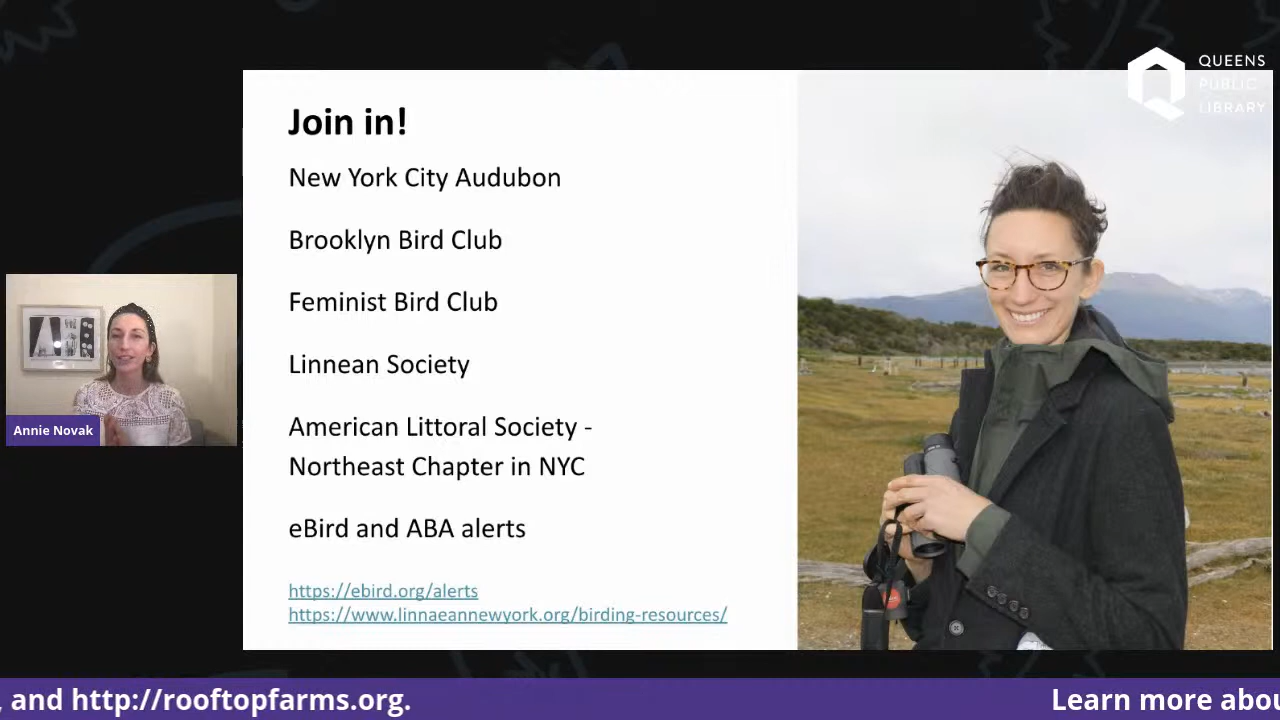 QUEENS
PUBLIC
LIBRARY
Join in!
New York City Audubon
Brooklyn Bird Club
Feminist Bird Club
Linnean Society
American Littoral Society -
Northeast Chapter in NYC
eBird and ABA alerts
https://ebird.org/alerts
https://www.linnaeannewyork.org/birding-resources/
Annie Novak
, and http://rooftopfarms.org.
Learn more abou